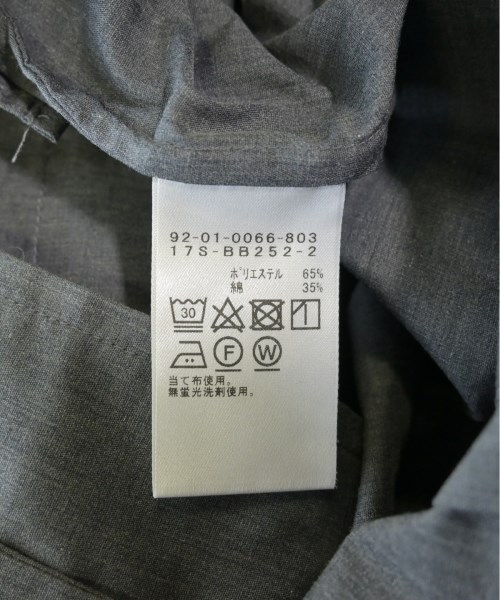 92-01-0066-803
17S-BB252-2
ポリエステル 65%
綿 35%
30
F W
当て布使用。
無蛍光洗剤使用。